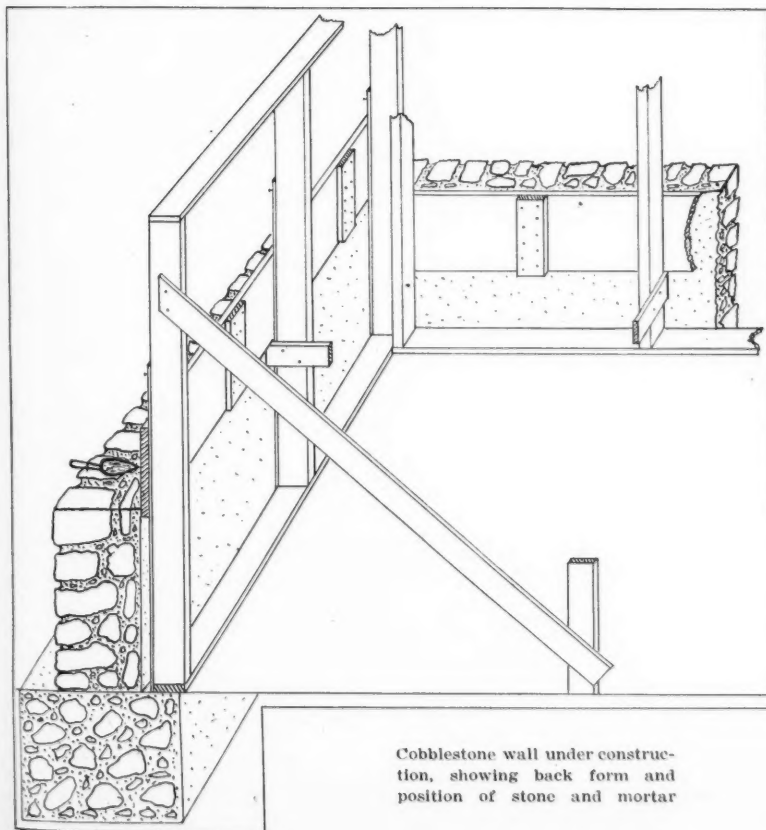 Cobblestone wall under construc-
tion, showing back form and
position of stone and mortar